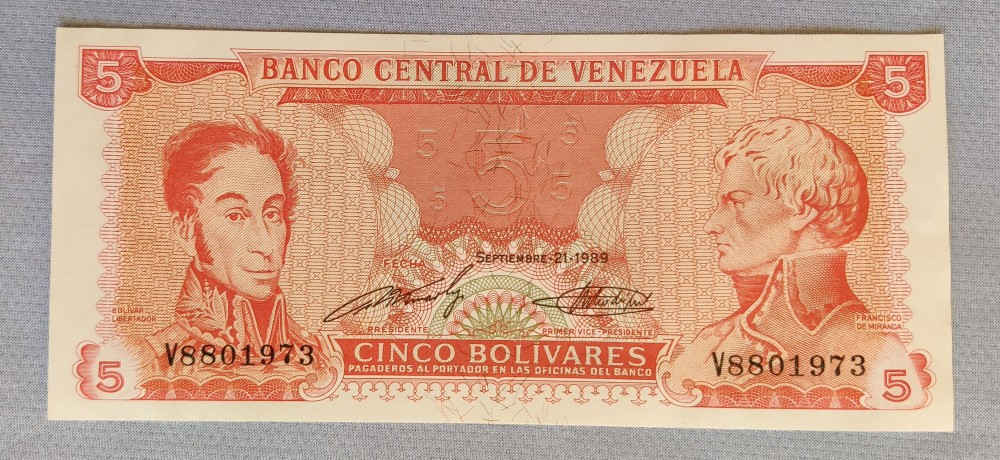 5
5
BANCO CENTRAL DE VENEZUELA
5
5
5
5
5
FECHA
SEPTIEMBRE-21-1989
BOLIVAR
LIBERTADOR
FRANCISCO
DE MIRANDA
PRESIDENTE
PRIMER VICE-PRESIDENTE
V8801973
CINCO BOLIVARES
V8801973
PAGADEROS AL PORTADOR EN LAS OFICINAS DEL BANCO
5
5